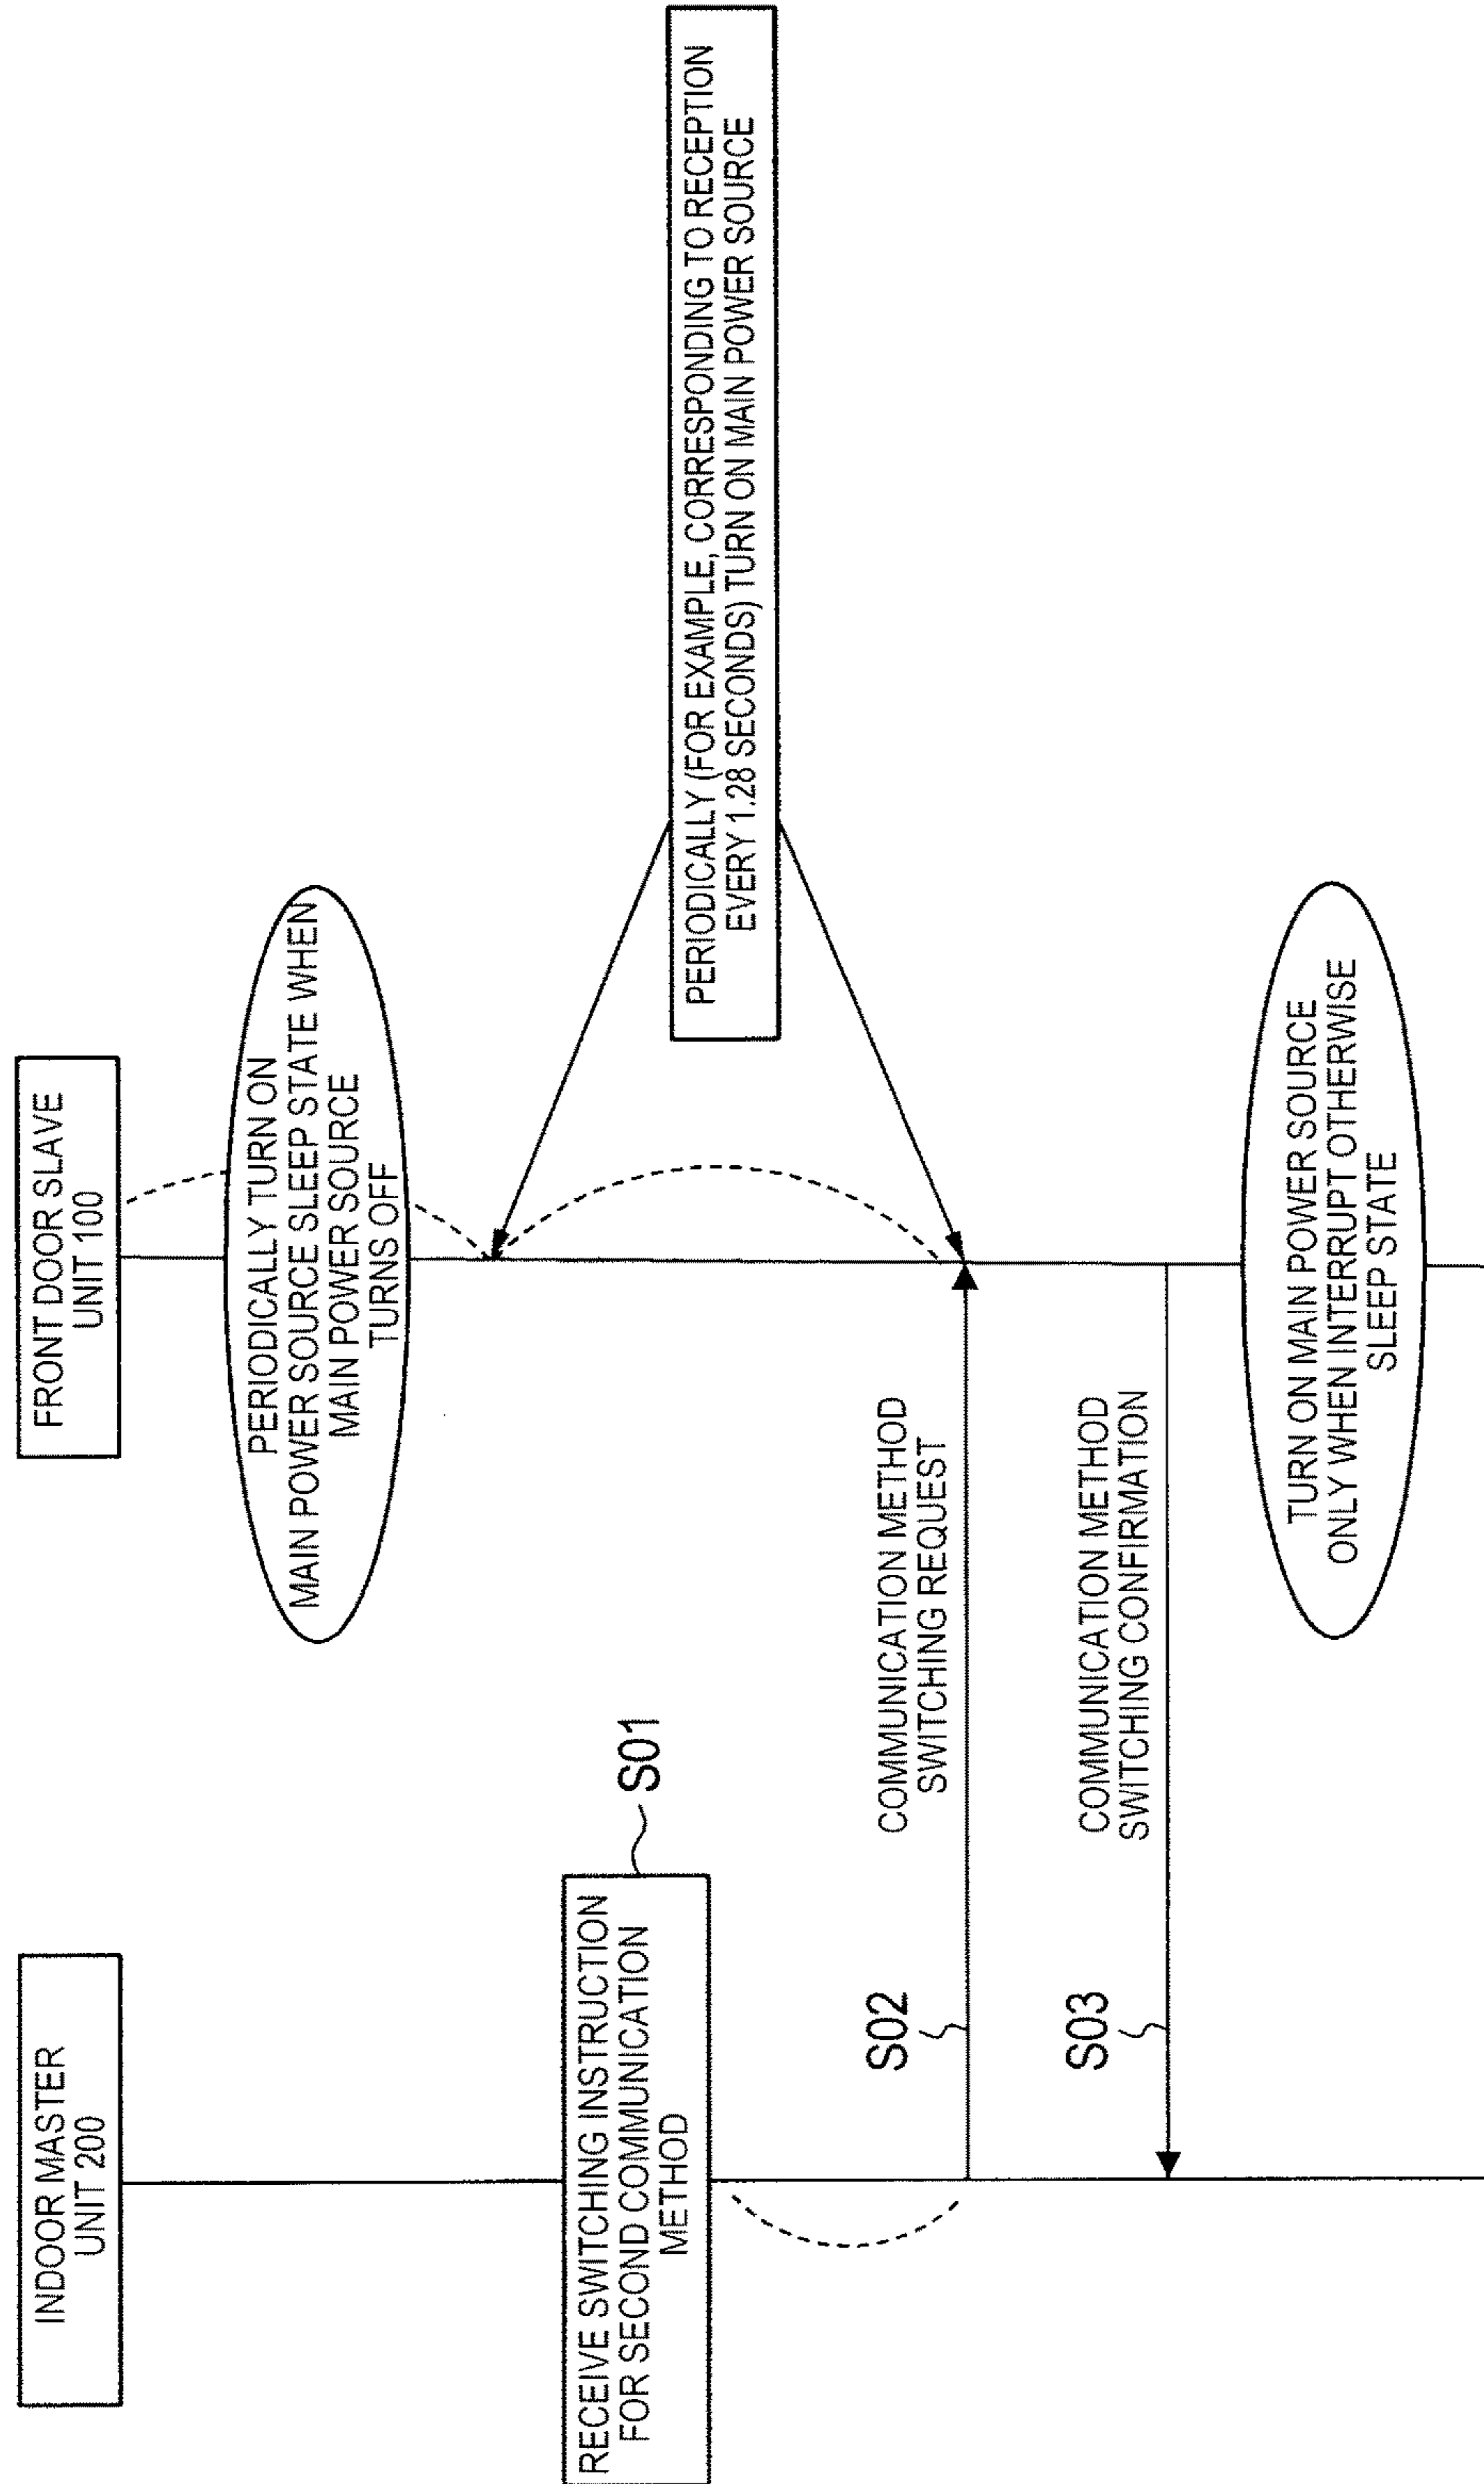 INDOOR MASTER
UNIT 200
FRONT DOOR SLAVE
UNIT 100
PERIODICALLY TURN ON
MAIN POWER SOURCE SLEEP STATE WHEN
MAIN POWER SOURCE
TURNS OFF
RECEIVE SWITCHING INSTRUCTION
FOR SECOND COMMUNICATION
METHOD
S01
PERIODICALLY (FOR EXAMPLE, CORRESPONDING TO RECEPTION
EVERY 1.28 SECONDS) TURN ON MAIN POWER SOURCE
S02
COMMUNICATION METHOD
SWITCHING REQUEST
S03
COMMUNICATION METHOD
SWITCHING CONFIRMATION
TURN ON MAIN POWER SOURCE
ONLY WHEN INTERRUPT OTHERWISE
SLEEP STATE